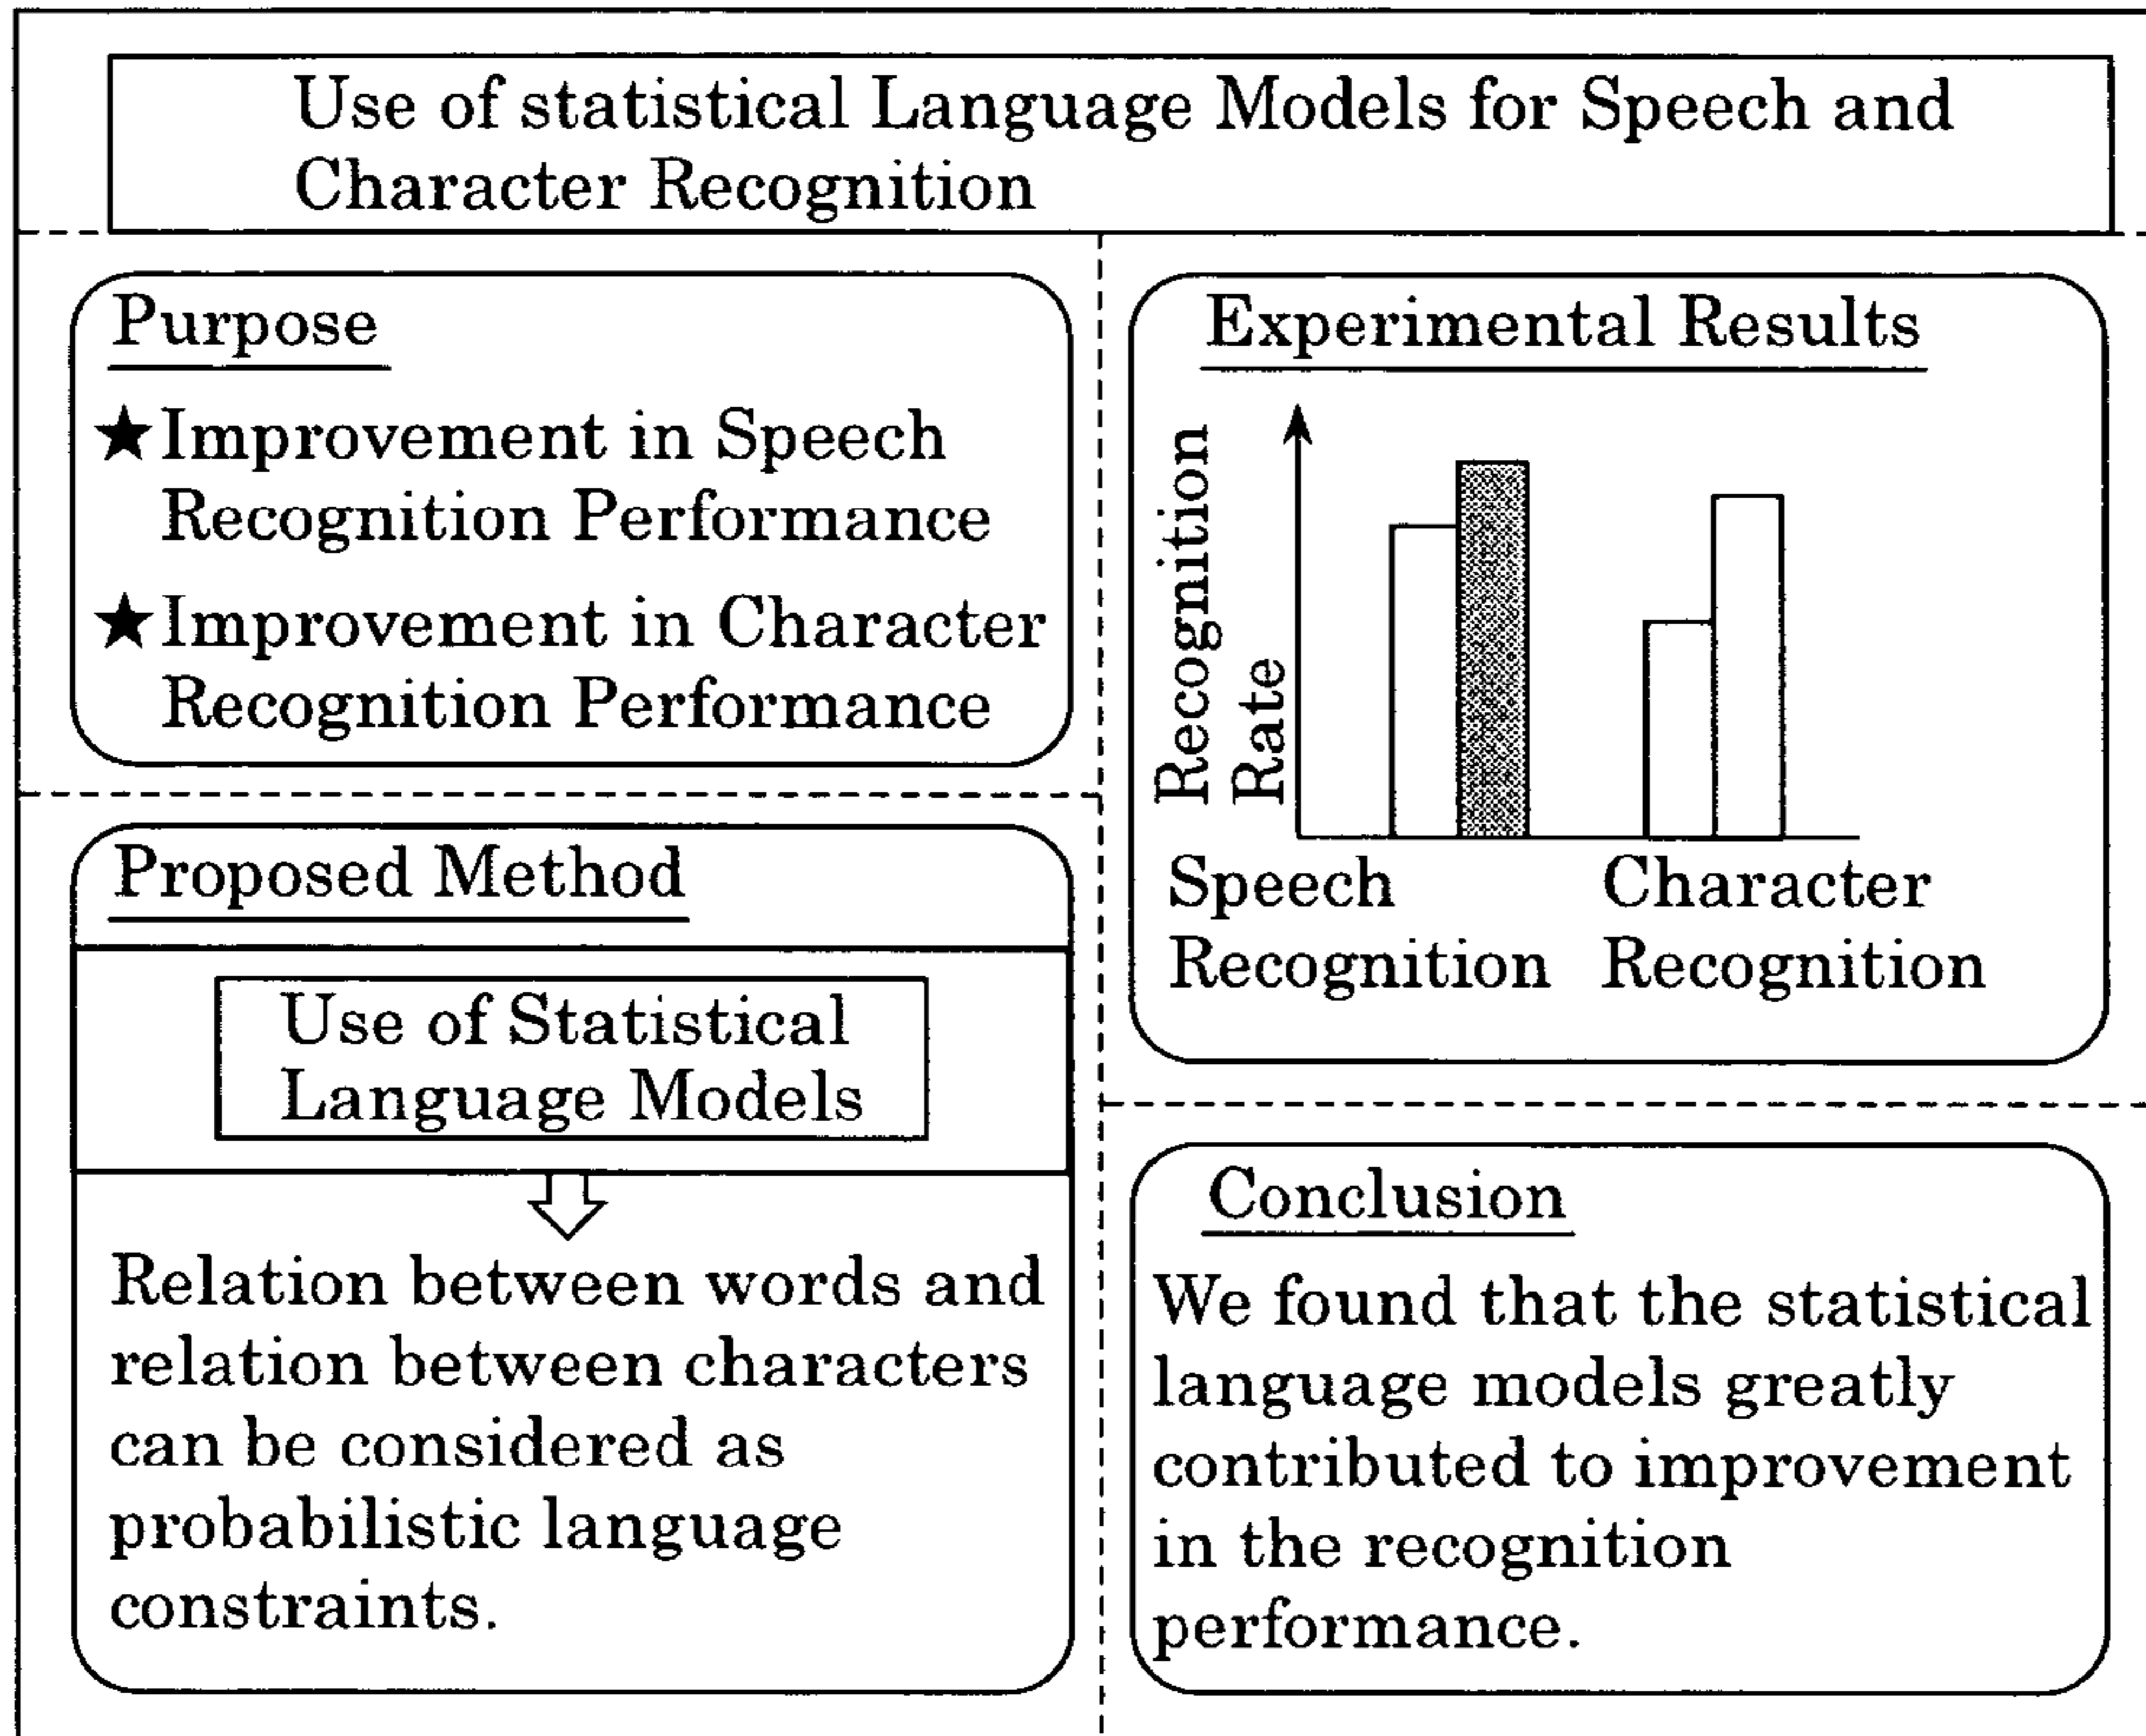 Use of statistical Language Models for Speech and
Character Recognition
Purpose
★Improvement in Speech
Recognition Performance
★Improvement in Character
Recognition Performance
Proposed Method
Use of Statistical
Language Models
Relation between words and
relation between characters
can be considered as
probabilistic language
constraints.
Experimental Results
Recognition
Rate
Speech
Recognition
Character
Recognition
Conclusion
We found that the statistical
language models greatly
contributed to improvement
in the recognition
performance.